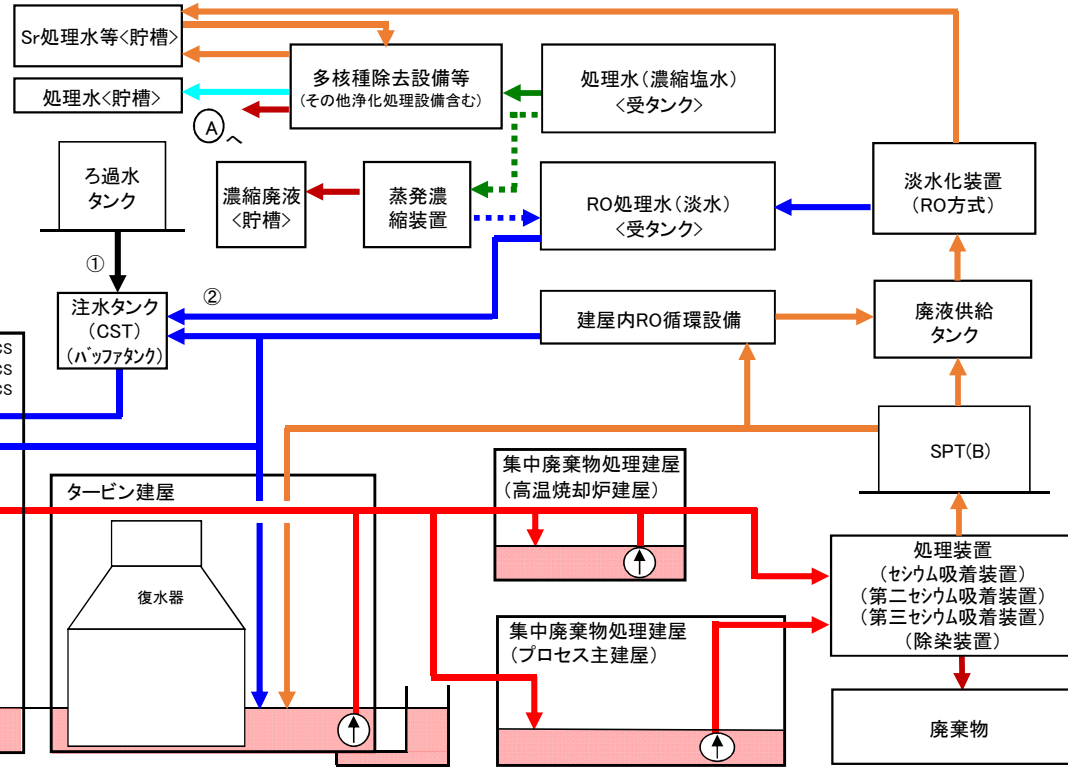 Sr処理水等<貯槽>
処理水<貯槽>
多核種除去設備等
(その他浄化処理設備含む)
処理水(濃縮塩水)
<受タンク>
Aへ
ろ過水
タンク
濃縮廃液
<貯槽>
蒸発濃
縮装置
RO処理水(淡水)
<受タンク>
淡水化装置
(RO方式)
①
②
注水タンク
(CST)
(バッファタンク)
建屋内RO循環設備
廃液供給
タンク
CS
CS
CS
SPT(B)
タービン建屋
復水器
集中廃棄物処理建屋
(高温焼却炉建屋)
処理装置
(セシウム吸着装置)
(第二セシウム吸着装置)
(第三セシウム吸着装置)
(除染装置)
集中廃棄物処理建屋
(プロセス主建屋)
廃棄物